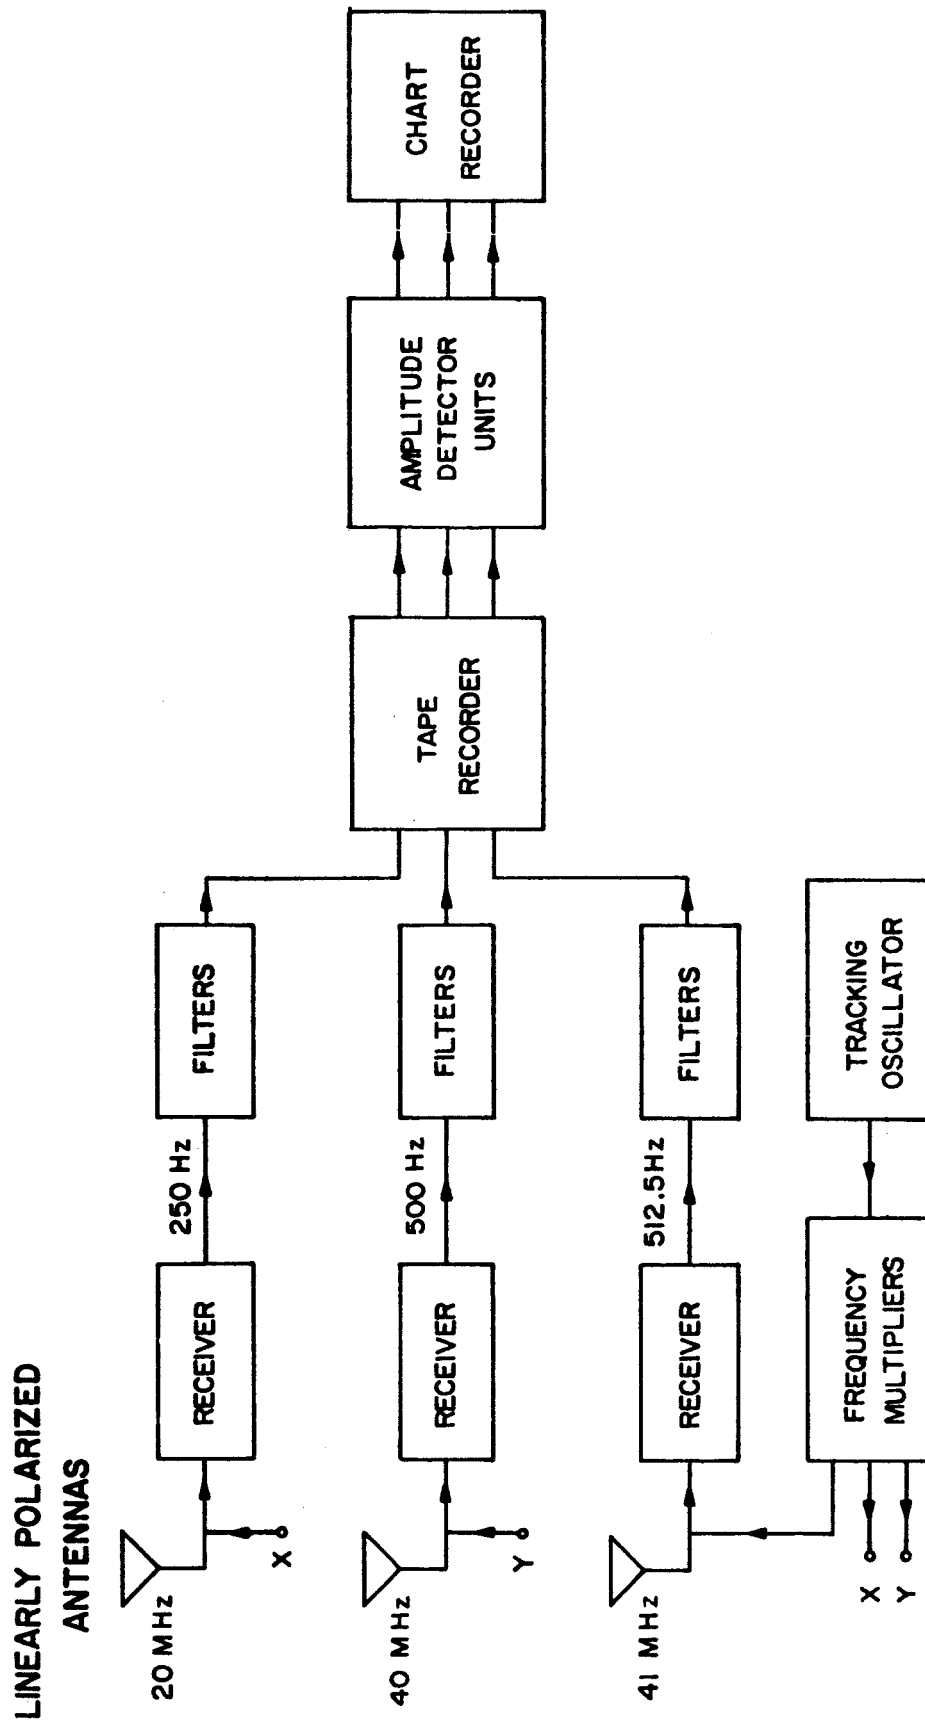 LINEARLY POLARIZED
ANTENNAS
20 MHz
X
RECEIVER
250 Hz
FILTERS
40 MHz
Y
RECEIVER
500 Hz
FILTERS
41 MHz
RECEIVER
512.5Hz
FILTERS
X
Y
FREQUENCY
MULTIPLIERS
TRACKING
OSCILLATOR
TAPE
RECORDER
AMPLITUDE
DETECTOR
UNITS
CHART
RECORDER